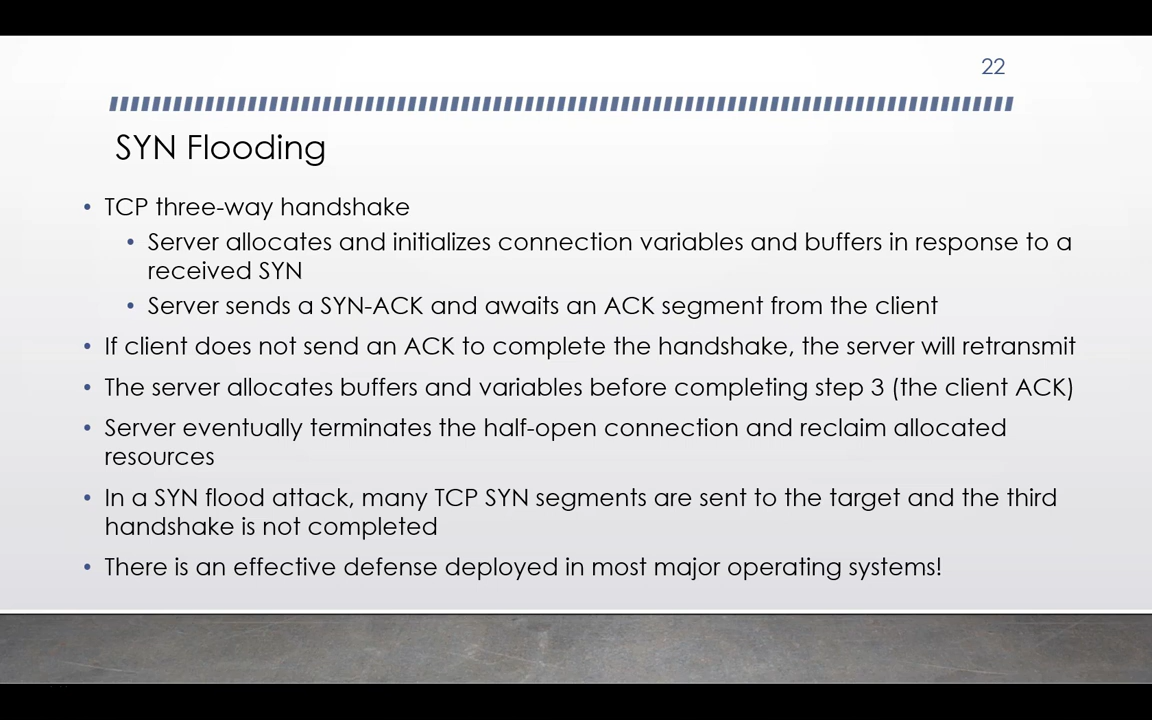 22
SYN Flooding
• TCP three-way handshake
• Server allocates and initializes connection variables and buffers in response to a
received SYN
• Server sends a SYN-ACK and awaits an ACK segment from the client
• If client does not send an ACK to complete the handshake, the server will retransmit
• The server allocates buffers and variables before completing step 3 (the client ACK)
• Server eventually terminates the half-open connection and reclaim allocated
resources
• In a SYN flood attack, many TCP SYN segments are sent to the target and the third
handshake is not completed
• There is an effective defense deployed in most major operating systems!